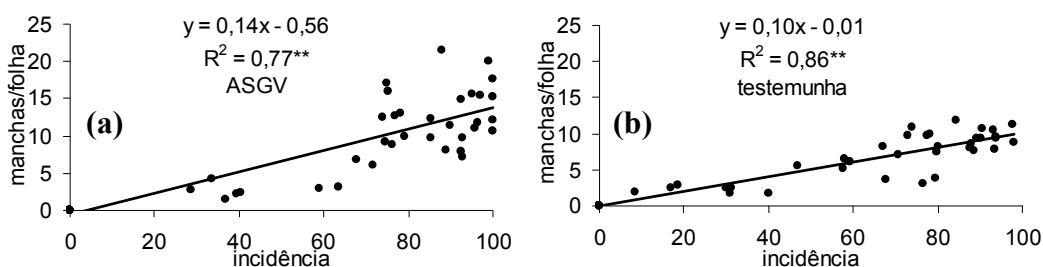 y = 0,14x - 0,56
R² = 0,77**
ASGV
(a)
manchas/folha
25
20
15
10
5
0
0 20 40 60 80 100
incidência
y = 0,10x - 0,01
R² = 0,86**
testemunha
(b)
manchas/folha
25
20
15
10
5
0
0 20 40 60 80 100
incidência